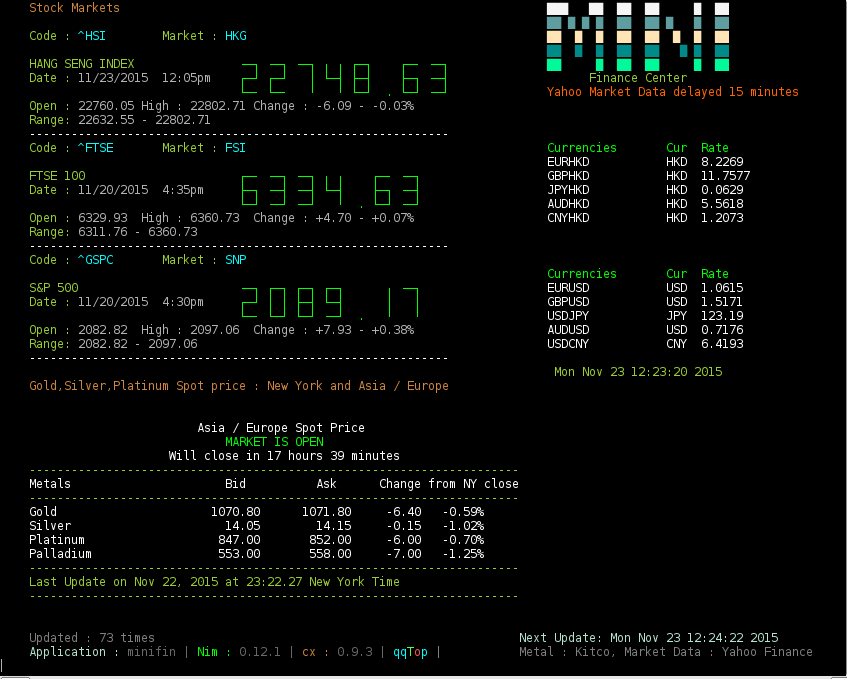 Stock Markets
Code : ^HSI Market : HKG
HANG SENG INDEX
Date : 11/23/2015 12:05pm
22748.63
Open : 22760.05 High : 22802.71 Change : -6.09 - -0.03%
Range: 22632.55 - 22802.71
------------------------------------------------------------
Code : ^FTSE Market : FSI
FTSE 100
Date : 11/20/2015 4:35pm
6334.63
Open : 6329.93 High : 6360.73 Change : +4.70 - +0.07%
Range: 6311.76 - 6360.73
------------------------------------------------------------
Code : ^GSPC Market : SNP
S&P 500
Date : 11/20/2015 4:30pm
2089.17
Open : 2082.82 High : 2097.06 Change : +7.93 - +0.38%
Range: 2082.82 - 2097.06
------------------------------------------------------------
Gold,Silver,Platinum Spot price : New York and Asia / Europe
Asia / Europe Spot Price
MARKET IS OPEN
Will close in 17 hours 39 minutes
----------------------------------------------------------------------
Metals Bid Ask Change from NY close
----------------------------------------------------------------------
Gold 1070.80 1071.80 -6.40 -0.59%
Silver 14.05 14.15 -0.15 -1.02%
Platinum 847.00 852.00 -6.00 -0.70%
Palladium 553.00 558.00 -7.00 -1.25%
----------------------------------------------------------------------
Last Update on Nov 22, 2015 at 23:22.27 New York Time
----------------------------------------------------------------------
MINI
Finance Center
Yahoo Market Data delayed 15 minutes
Currencies Cur Rate
EURHKD HKD 8.2269
GBPHKD HKD 11.7577
JPYHKD HKD 0.0629
AUDHKD HKD 5.5618
CNYHKD HKD 1.2073
Currencies Cur Rate
EURUSD USD 1.0615
GBPUSD USD 1.5171
USDJPY JPY 123.19
AUDUSD USD 0.7176
USDCNY CNY 6.4193
Mon Nov 23 12:23:20 2015
Updated : 73 times
Application : minifin | Nim : 0.12.1 | cx : 0.9.3 | qqTop |
Next Update: Mon Nov 23 12:24:22 2015
Metal : Kitco, Market Data : Yahoo Finance